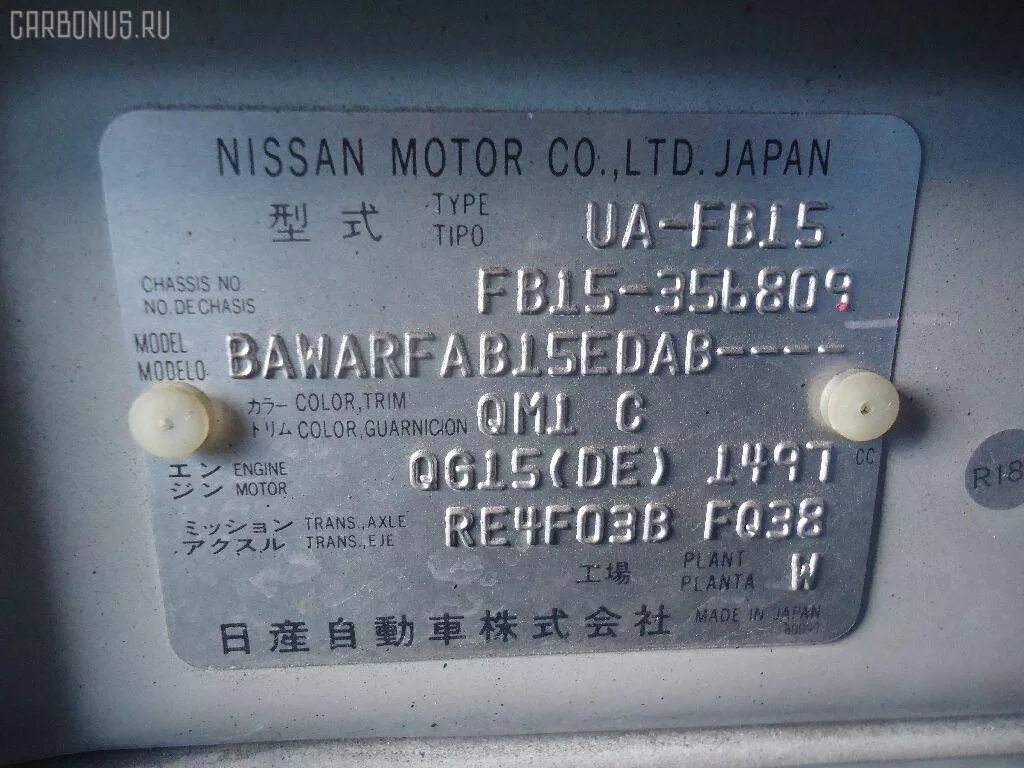 CARBONUS.RU
NISSAN MOTOR CO.,LTD. JAPAN
型式 TYPE TIPO UA-FB15
CHASSIS NO. NO. DE CHASIS FB15-356809
MODEL MODELO BAWARFAB15EDAB----
カラー COLOR,TRIM
トリム COLOR,GUARNICION QM1 C
エン ENGINE
ジン MOTOR QG15(DE) 1497 CC
R18
ミッション TRANS.,AXLE
アクスル TRANS.,EJE RE4F03B FQ38
工場 PLANT PLANTA W
日産自動車株式会社 MADE IN JAPAN